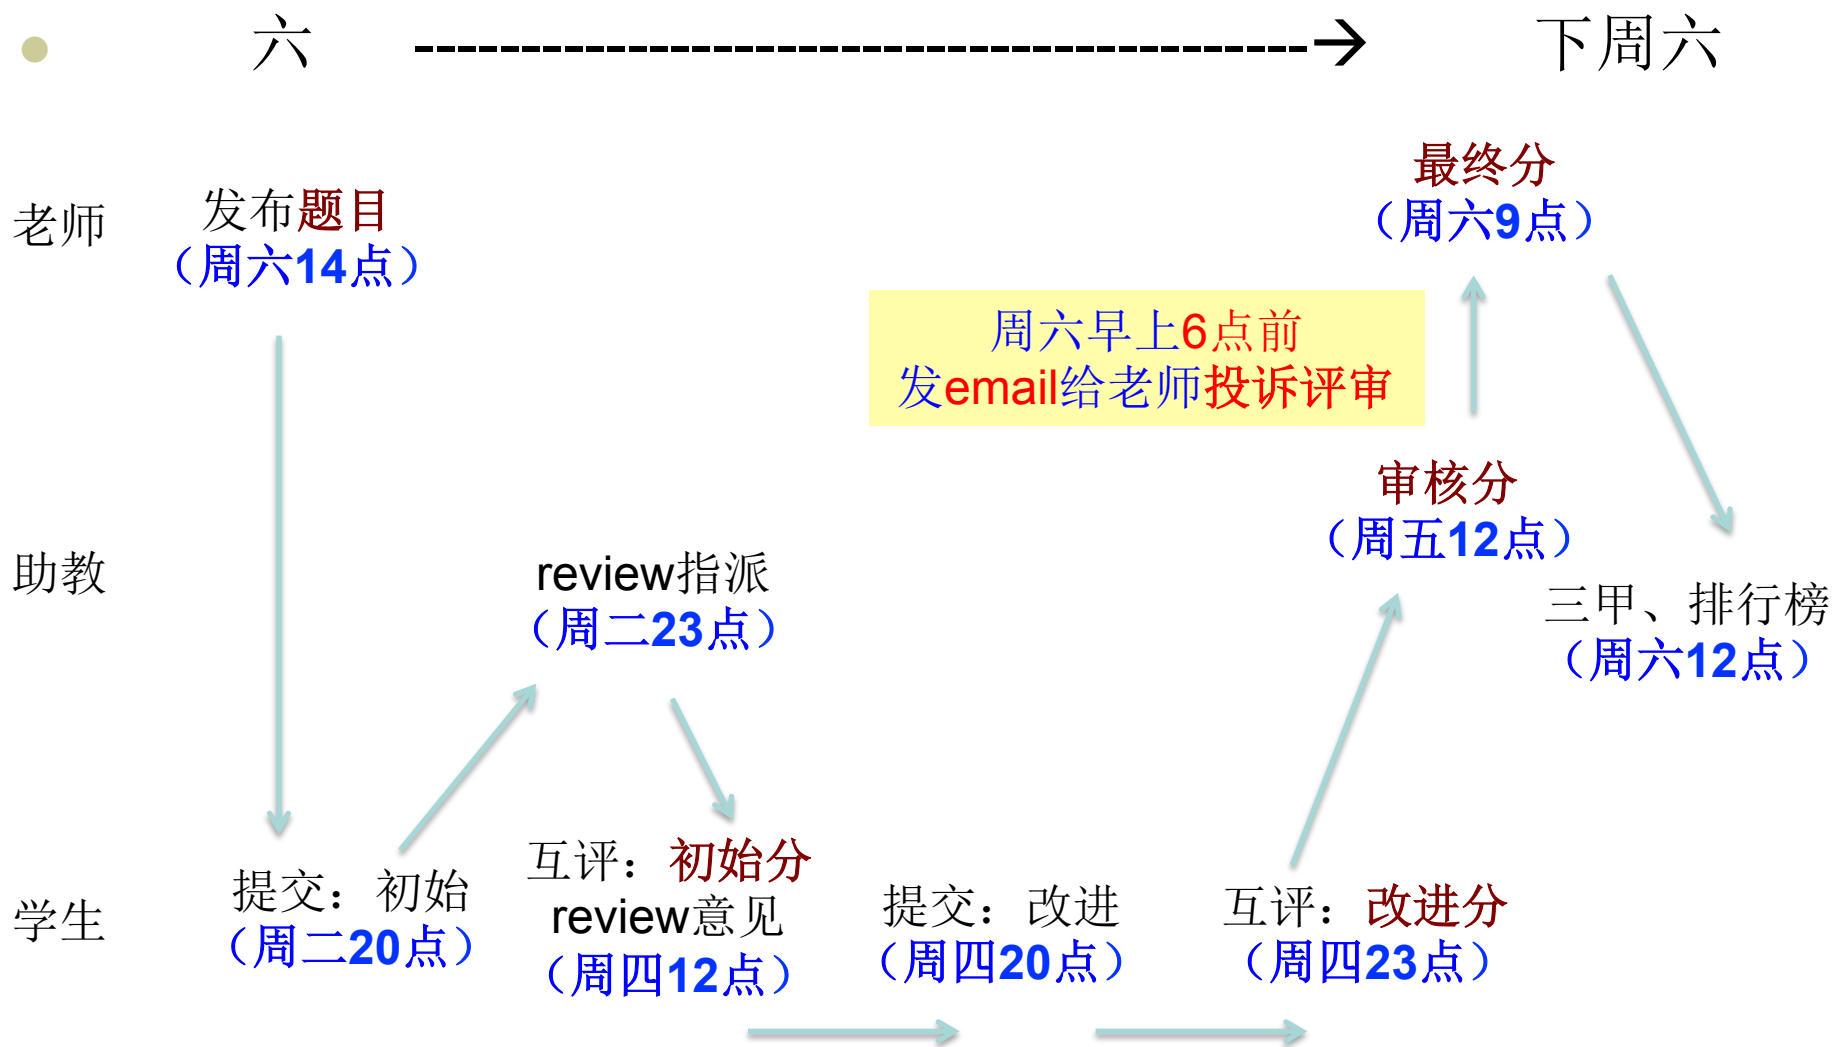 六 ------------------------------------------→ 下周六
老师
发布题目
（周六14点）
最终分
（周六9点）
周六早上6点前
发email给老师投诉评审
审核分
（周五12点）
助教
review指派
（周二23点）
三甲、排行榜
（周六12点）
学生
提交：初始
（周二20点）
互评：初始分
review意见
（周四12点）
提交：改进
（周四20点）
互评：改进分
（周四23点）